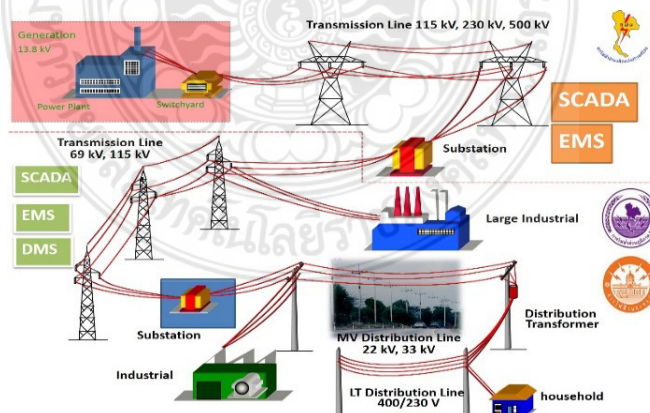 Transmission Line 115 kV, 230 kV, 500 kV
Generation
13.8 kV
Power Plant
Switchyard
SCADA
EMS
Substation
Transmission Line
69 kV, 115 kV
SCADA
EMS
DMS
Large Industrial
Substation
MV Distribution Line
22 kV, 33 kV
Distribution
Transformer
Industrial
LT Distribution Line
400/230 V
household